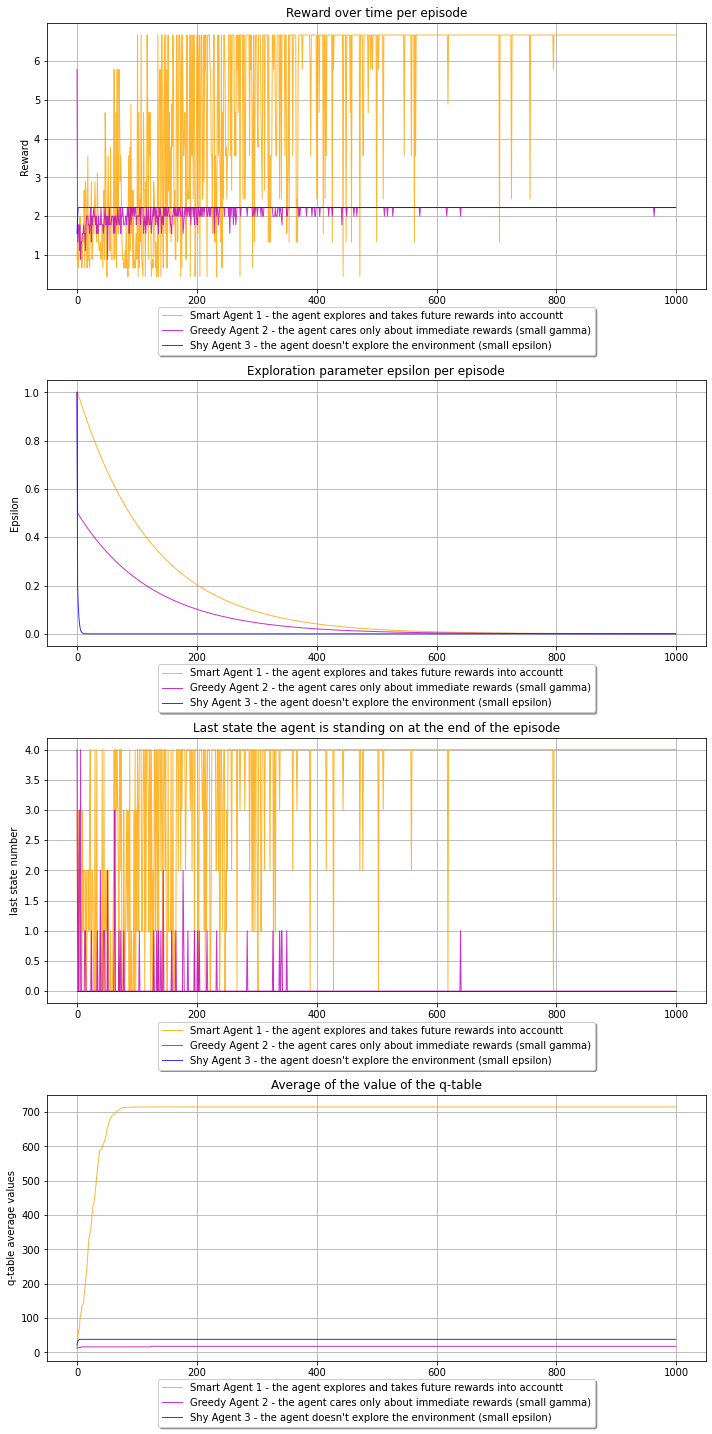 Reward over time per episode
6
5
4
3
2
1
Reward
0 200 400 600 800 1000
Smart Agent 1 - the agent explores and takes future rewards into accountt
Greedy Agent 2 - the agent cares only about immediate rewards (small gamma)
Shy Agent 3 - the agent doesn't explore the environment (small epsilon)
Exploration parameter epsilon per episode
1.0
0.8
0.6
0.4
0.2
0.0
Epsilon
0 200 400 600 800 1000
Smart Agent 1 - the agent explores and takes future rewards into accountt
Greedy Agent 2 - the agent cares only about immediate rewards (small gamma)
Shy Agent 3 - the agent doesn't explore the environment (small epsilon)
Last state the agent is standing on at the end of the episode
4.0
3.5
3.0
2.5
2.0
1.5
1.0
0.5
0.0
last state number
0 200 400 600 800 1000
Smart Agent 1 - the agent explores and takes future rewards into accountt
Greedy Agent 2 - the agent cares only about immediate rewards (small gamma)
Shy Agent 3 - the agent doesn't explore the environment (small epsilon)
Average of the value of the q-table
700
600
500
400
300
200
100
0
q-table average values
0 200 400 600 800 1000
Smart Agent 1 - the agent explores and takes future rewards into accountt
Greedy Agent 2 - the agent cares only about immediate rewards (small gamma)
Shy Agent 3 - the agent doesn't explore the environment (small epsilon)